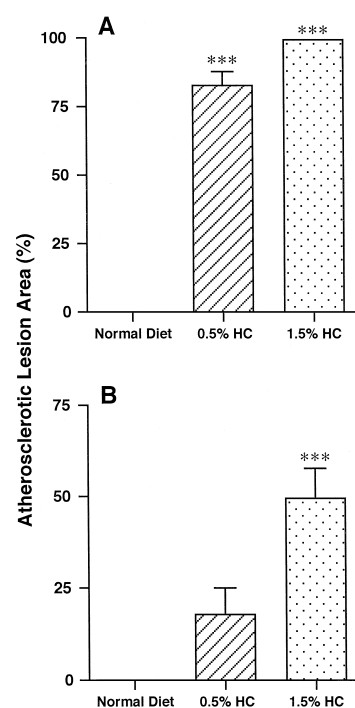 A
***
***
100
75
50
25
0
Normal Diet 0.5% HC 1.5% HC
Atherosclerotic Lesion Area (%)
B
75
***
50
25
0
Normal Diet 0.5% HC 1.5% HC